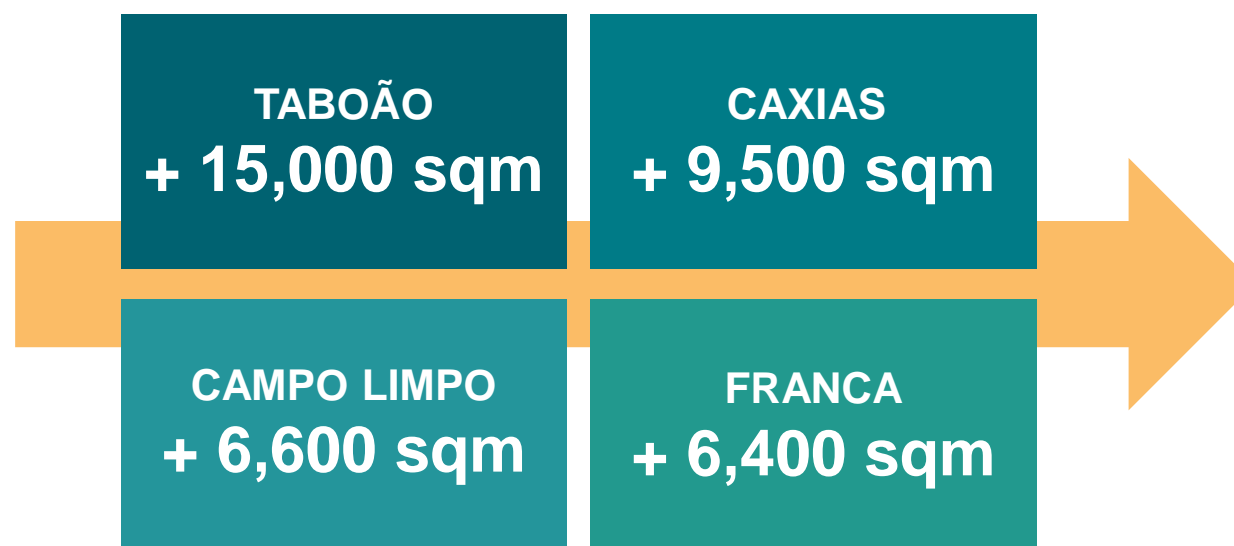 TABOÃO
+ 15,000 sqm
CAXIAS
+ 9,500 sqm
CAMPO LIMPO
+ 6,600 sqm
FRANCA
+ 6,400 sqm